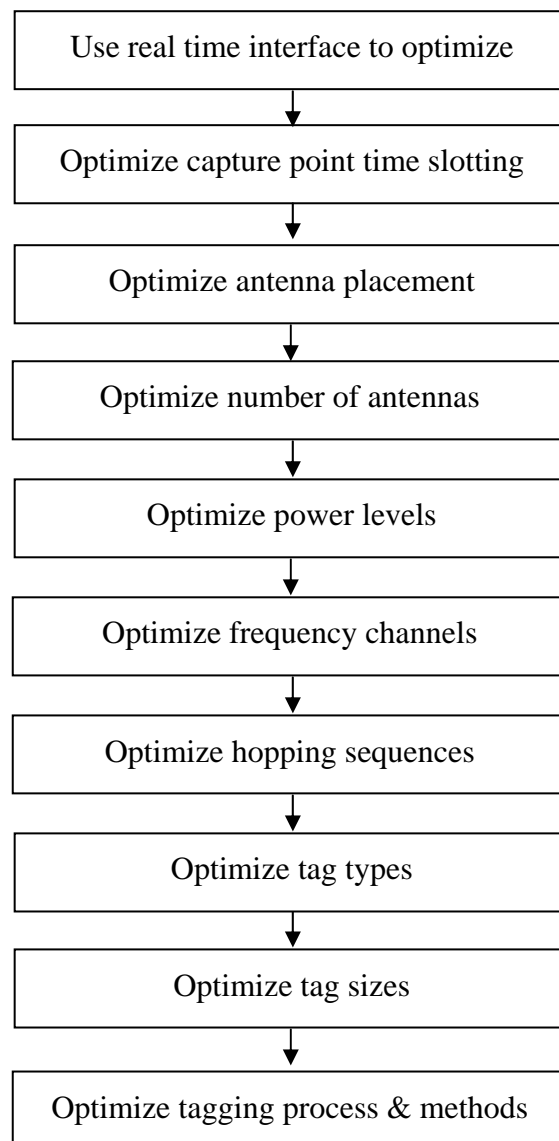 Use real time interface to optimize
Optimize capture point time slotting
Optimize antenna placement
Optimize number of antennas
Optimize power levels
Optimize frequency channels
Optimize hopping sequences
Optimize tag types
Optimize tag sizes
Optimize tagging process & methods